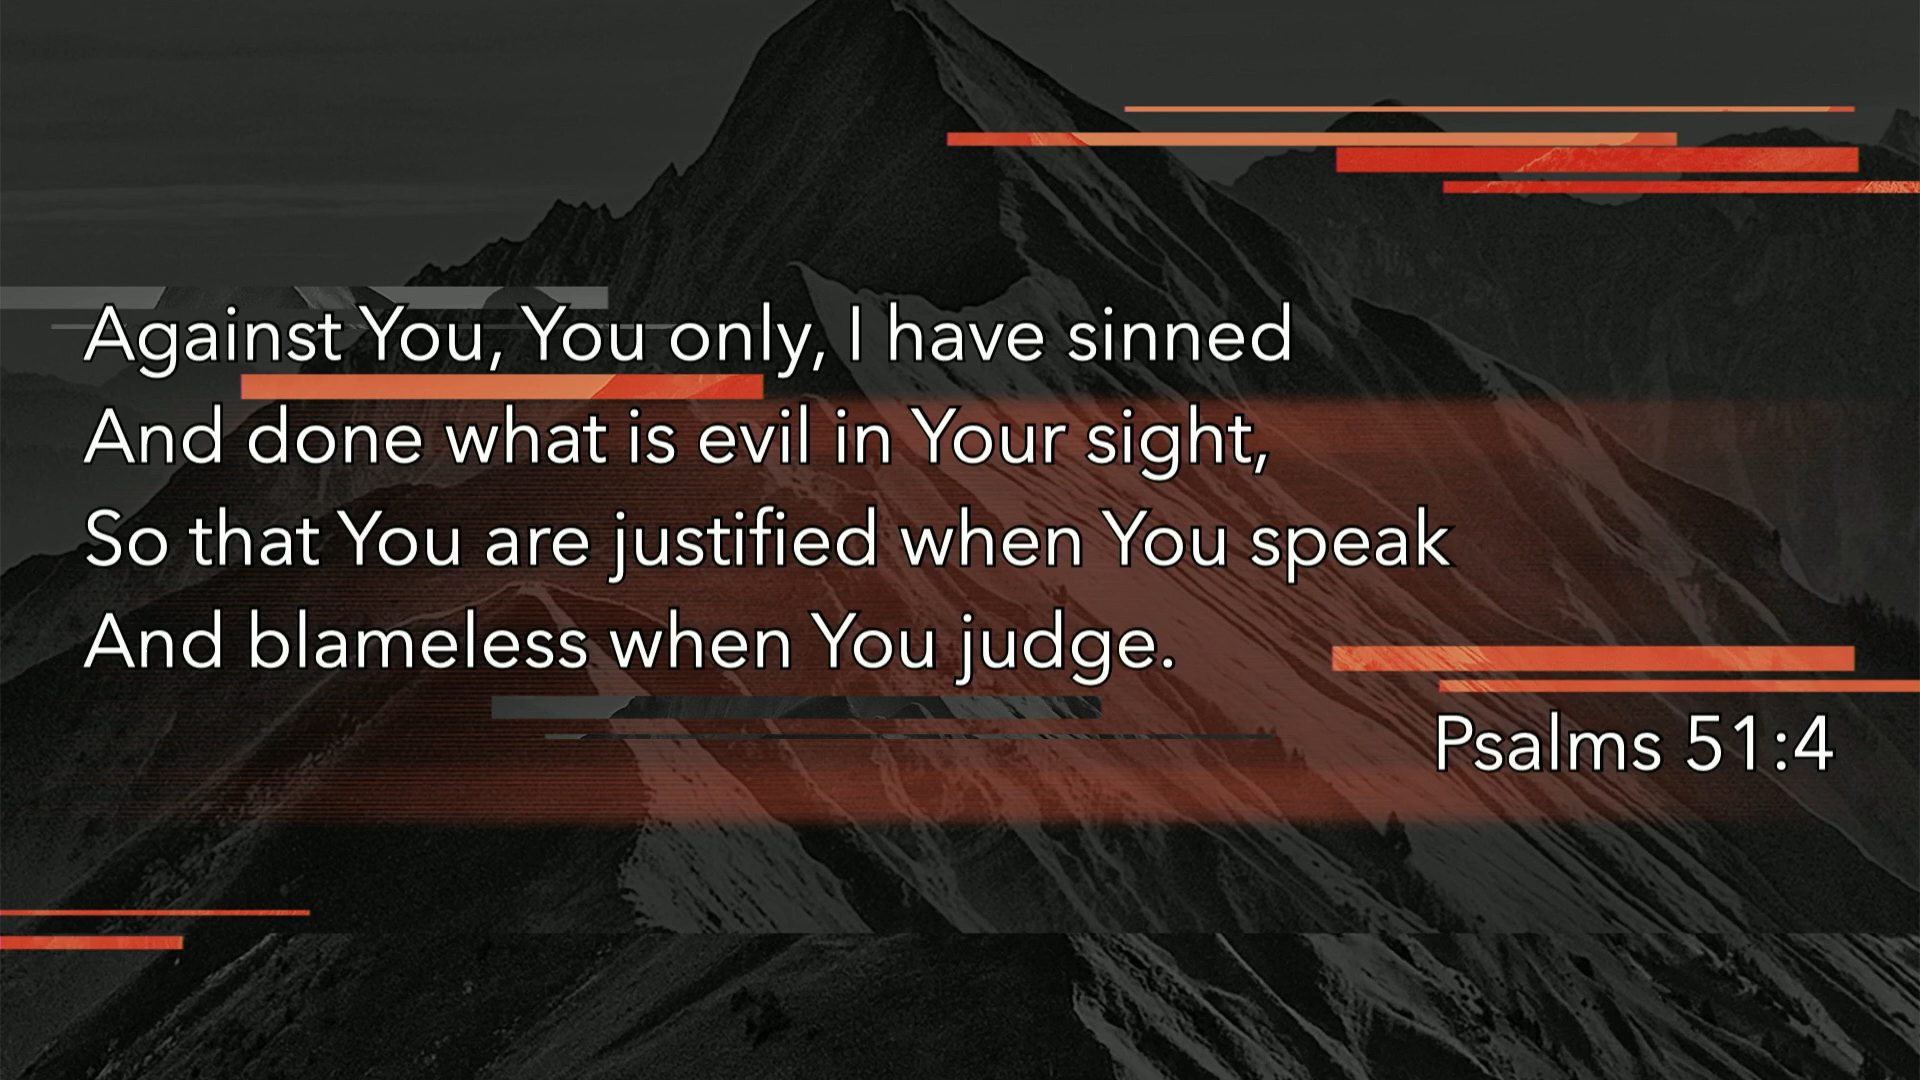 Against You, You only, I have sinned
And done what is evil in Your sight,
So that You are justified when You speak
And blameless when You judge.
Psalms 51:4